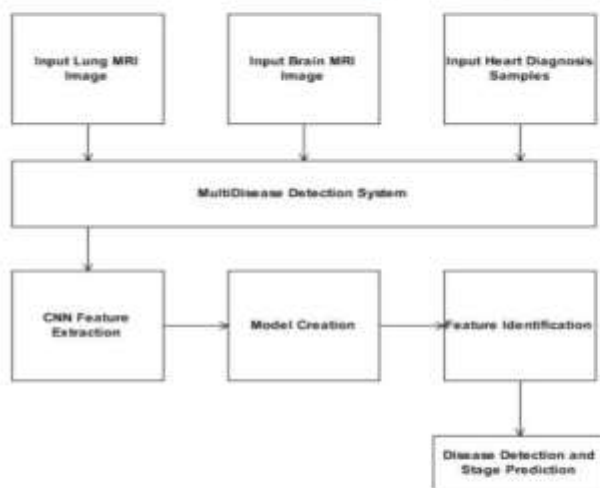 Input Lung MRI
Image
Input Brain MRI
Image
Input Heart Diagnosis
Samples
MultiDisease Detection System
CNN Feature
Extraction
Model Creation
Feature Identification
Disease Detection and
Stage Prediction